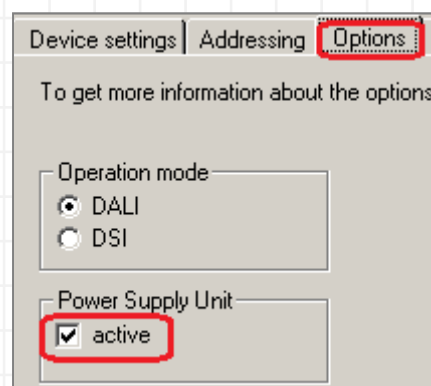 Device settings Addressing Options
To get more information about the options
Operation mode
DALI
DSI
Power Supply Unit
active